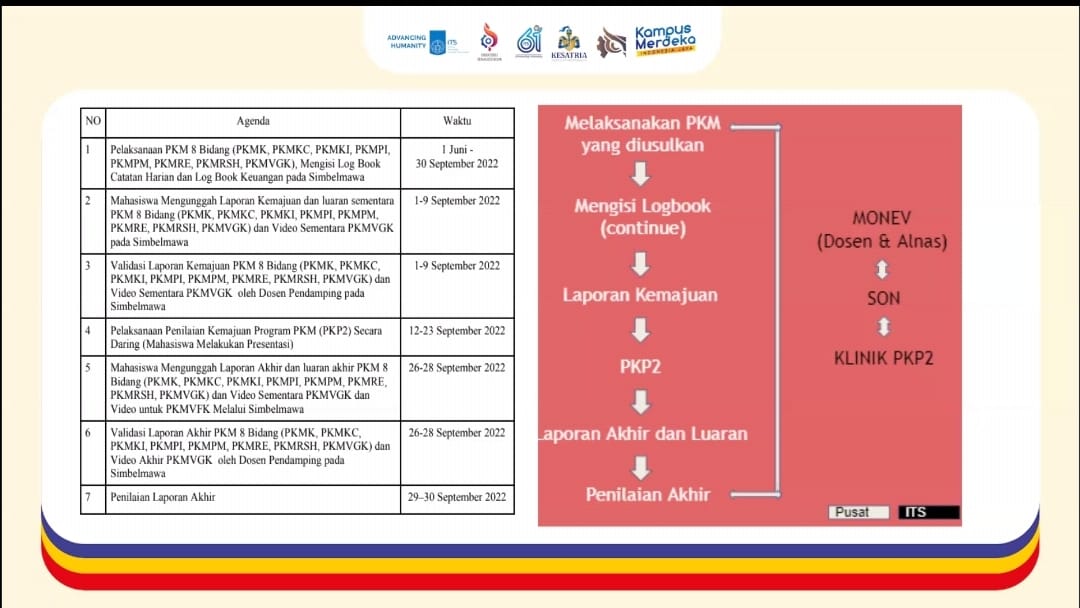 ADVANCING
HUMANITY
ITS
KESATRIA
Kampus
Merdeka
INDONESIA JAYA
NO Agenda Waktu
1 Pelaksanaan PKM 8 Bidang (PKMK, PKMKC, PKMKI, PKMPI, 1 Juni -
PKMPM, PKMRE, PKMRSH, PKMVGK), Mengisi Log Book 30 September 2022
Catatan Harian dan Log Book Keuangan pada Simbelmawa
2 Mahasiswa Mengunggah Laporan Kemajuan dan luaran sementara 1-9 September 2022
PKM 8 Bidang (PKMK, PKMKC, PKMKI, PKMPI, PKMPM,
PKMRE, PKMRSH, PKMVGK) dan Video Sementara PKMVGK
pada Simbelmawa
3 Validasi Laporan Kemajuan PKM 8 Bidang (PKMK, PKMKC, 1-9 September 2022
PKMKI, PKMPI, PKMPM, PKMRE, PKMRSH, PKMVGK) dan
Video Sementara PKMVGK oleh Dosen Pendamping pada
Simbelmawa
4 Pelaksanaan Penilaian Kemajuan Program PKM (PKP2) Secara 12-23 September 2022
Daring (Mahasiswa Melakukan Presentasi)
5 Mahasiswa Mengunggah Laporan Akhir dan luaran akhir PKM 8 26-28 September 2022
Bidang (PKMK, PKMKC, PKMKI, PKMPI, PKMPM, PKMRE,
PKMRSH, PKMVGK) dan Video Sementara PKMVGK dan
Video untuk PKMVFK Melalui Simbelmawa
6 Validasi Laporan Akhir PKM 8 Bidang (PKMK, PKMKC, 26-28 September 2022
PKMKI, PKMPI, PKMPM, PKMRE, PKMRSH, PKMVGK) dan
Video Akhir PKMVGK oleh Dosen Pendamping pada
Simbelmawa
7 Penilaian Laporan Akhir 29–30 September 2022
Melaksanakan PKM
yang diusulkan
Mengisi Logbook
(continue)
Laporan Kemajuan
PKP2
Laporan Akhir dan Luaran
Penilaian Akhir
MONEV
(Dosen & Alnas)
SON
KLINIK PKP2
Pusat
ITS